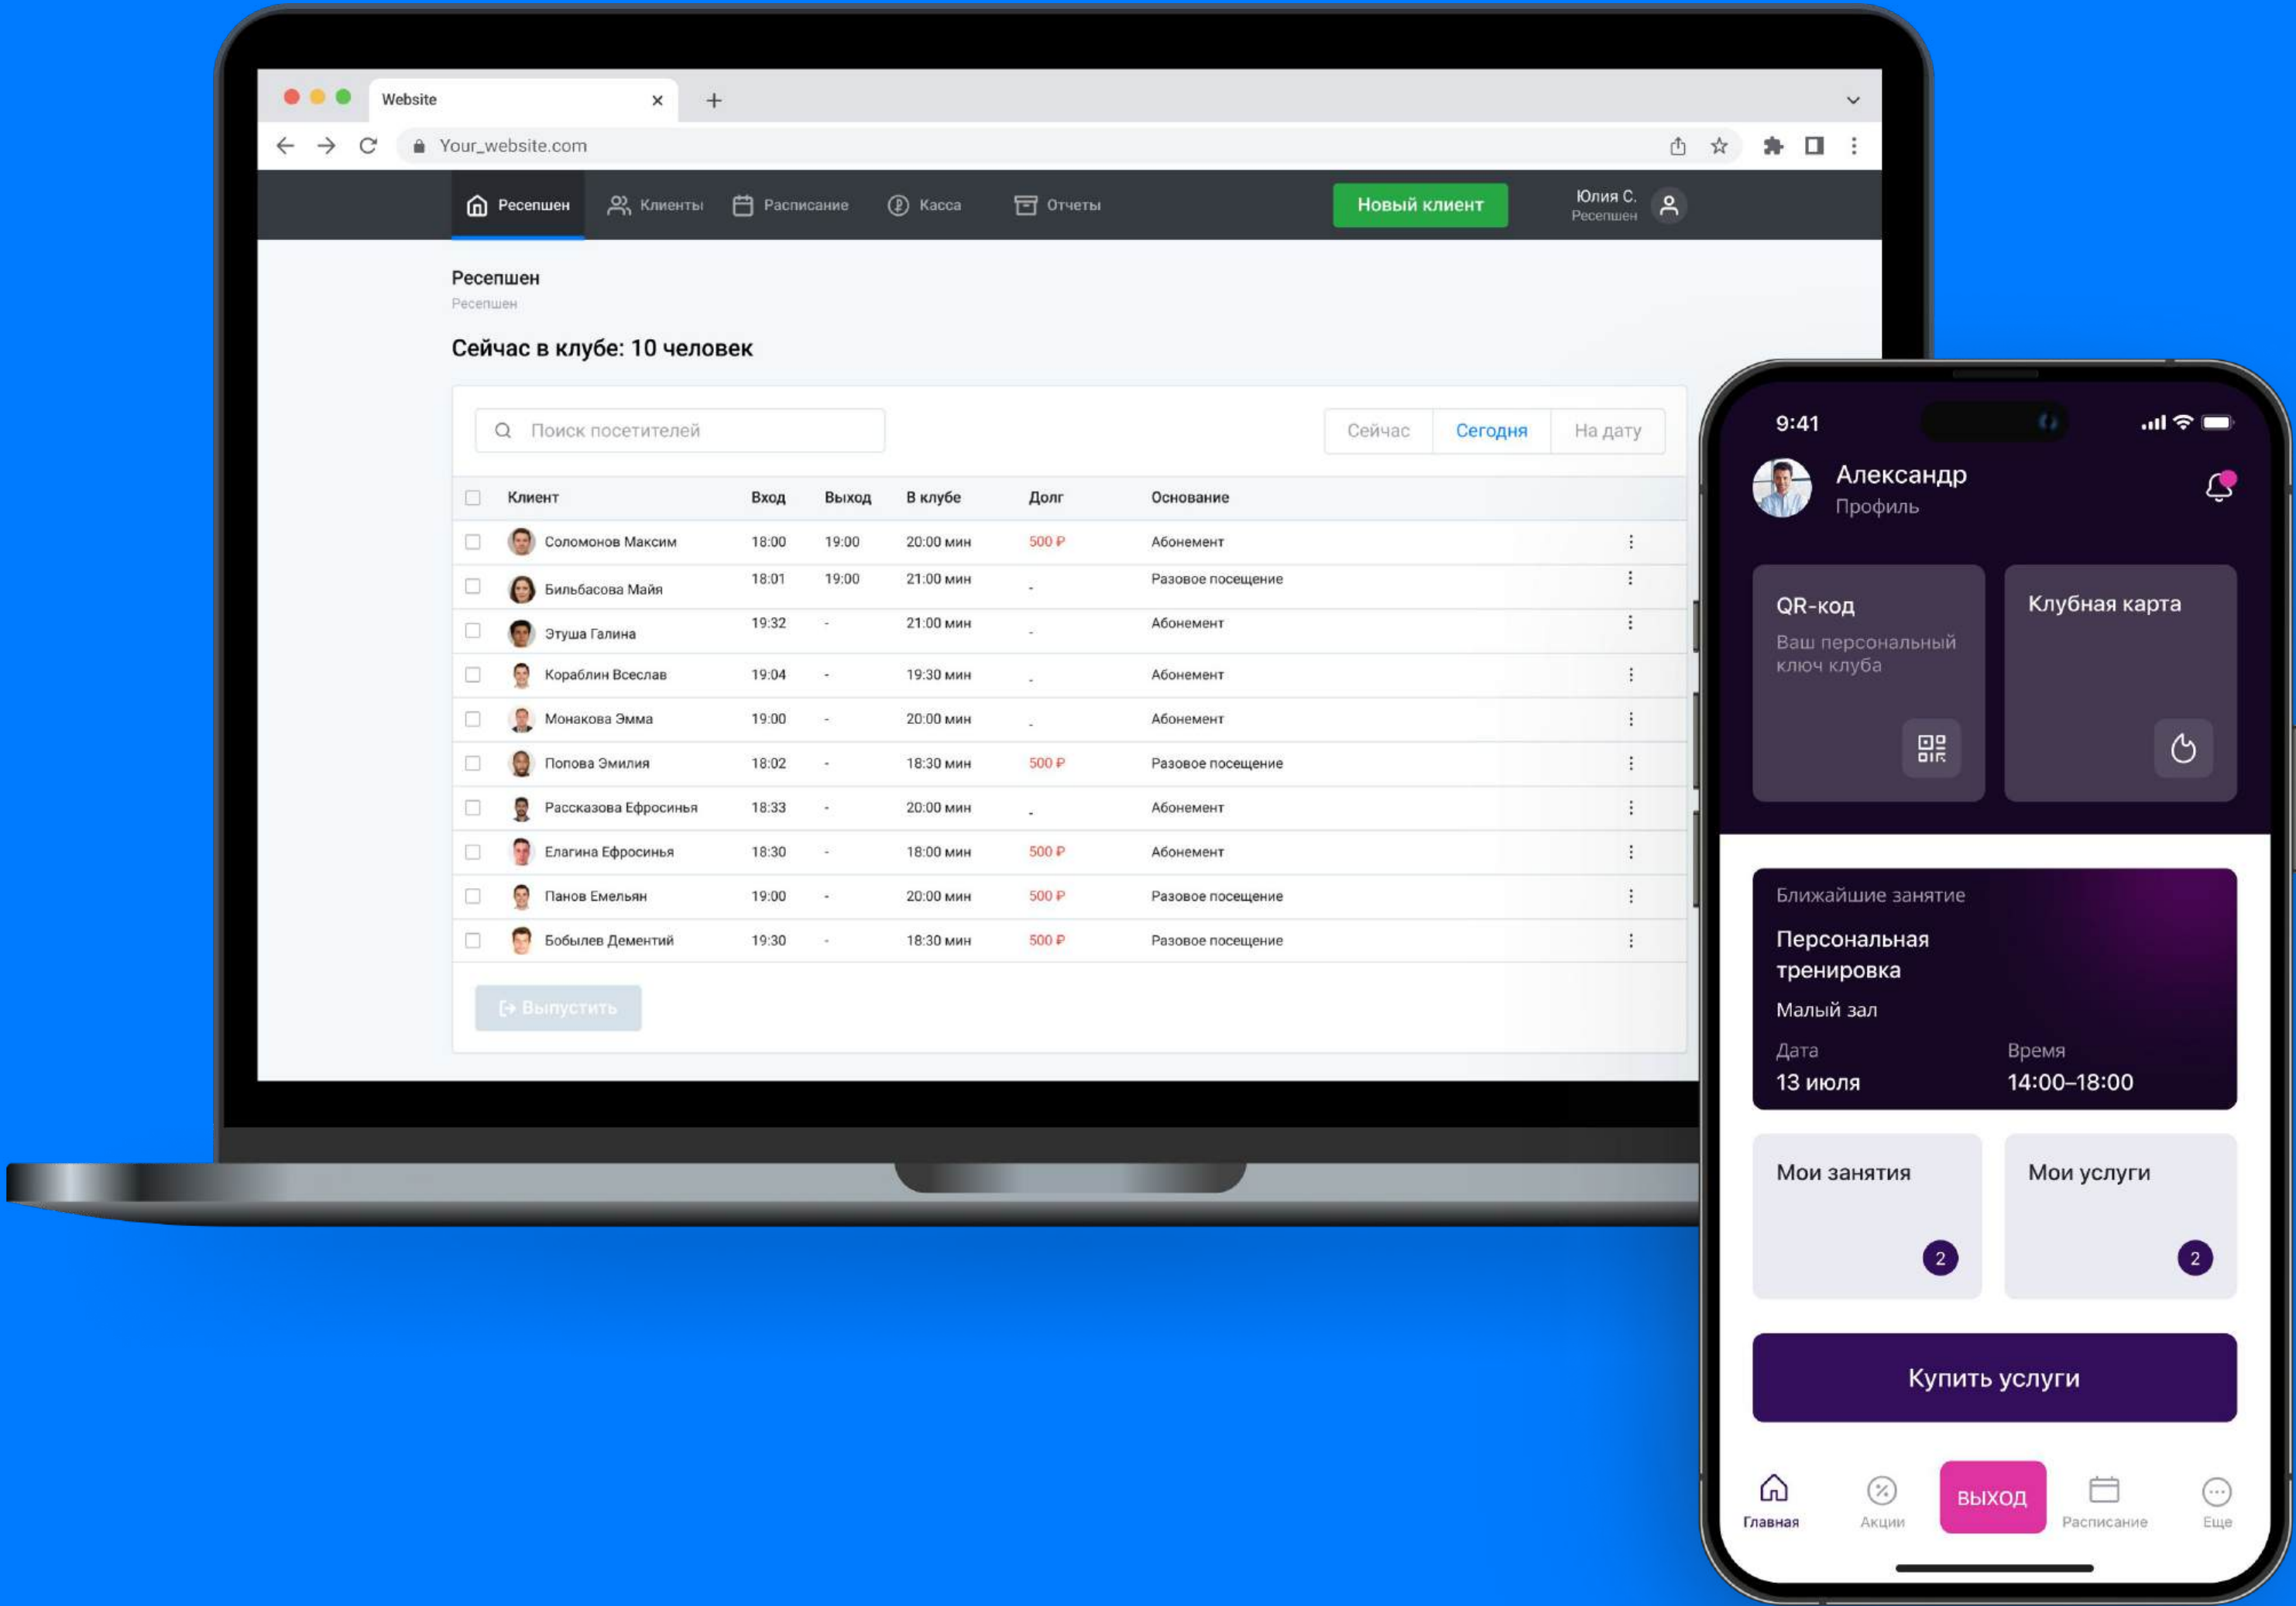 Website
Your_website.com
Ресепшен Клиенты Расписание Касса Отчеты Новый клиент Юлия С.
Ресепшен
Ресепшен
Ресепшен
Сейчас в клубе: 10 человек
Поиск посетителей Сейчас Сегодня На дату
Клиент Вход Выход В клубе Долг Основание
Соломонов Максим 18:00 19:00 20:00 мин 500 ₽ Абонемент
Бильбасова Майя 18:01 19:00 21:00 мин - Разовое посещение
Этуша Галина 19:32 - 21:00 мин - Абонемент
Кораблин Всеслав 19:04 - 19:30 мин - Абонемент
Монакова Эмма 19:00 - 20:00 мин - Абонемент
Попова Эмилия 18:02 - 18:30 мин 500 ₽ Разовое посещение
Рассказова Ефросинья 18:33 - 20:00 мин - Абонемент
Елагина Ефросинья 18:30 - 18:00 мин 500 ₽ Абонемент
Панов Емельян 19:00 - 20:00 мин 500 ₽ Разовое посещение
Бобылев Дементий 19:30 - 18:30 мин 500 ₽ Разовое посещение
Выпустить
9:41
Александр
Профиль
QR-код Клубная карта
Ваш персональный
ключ клуба
Ближайшие занятие
Персональная
тренировка
Малый зал
Дата Время
13 июля 14:00–18:00
Мои занятия Мои услуги
2 2
Купить услуги
Главная Акции ВЫХОД Расписание Еще